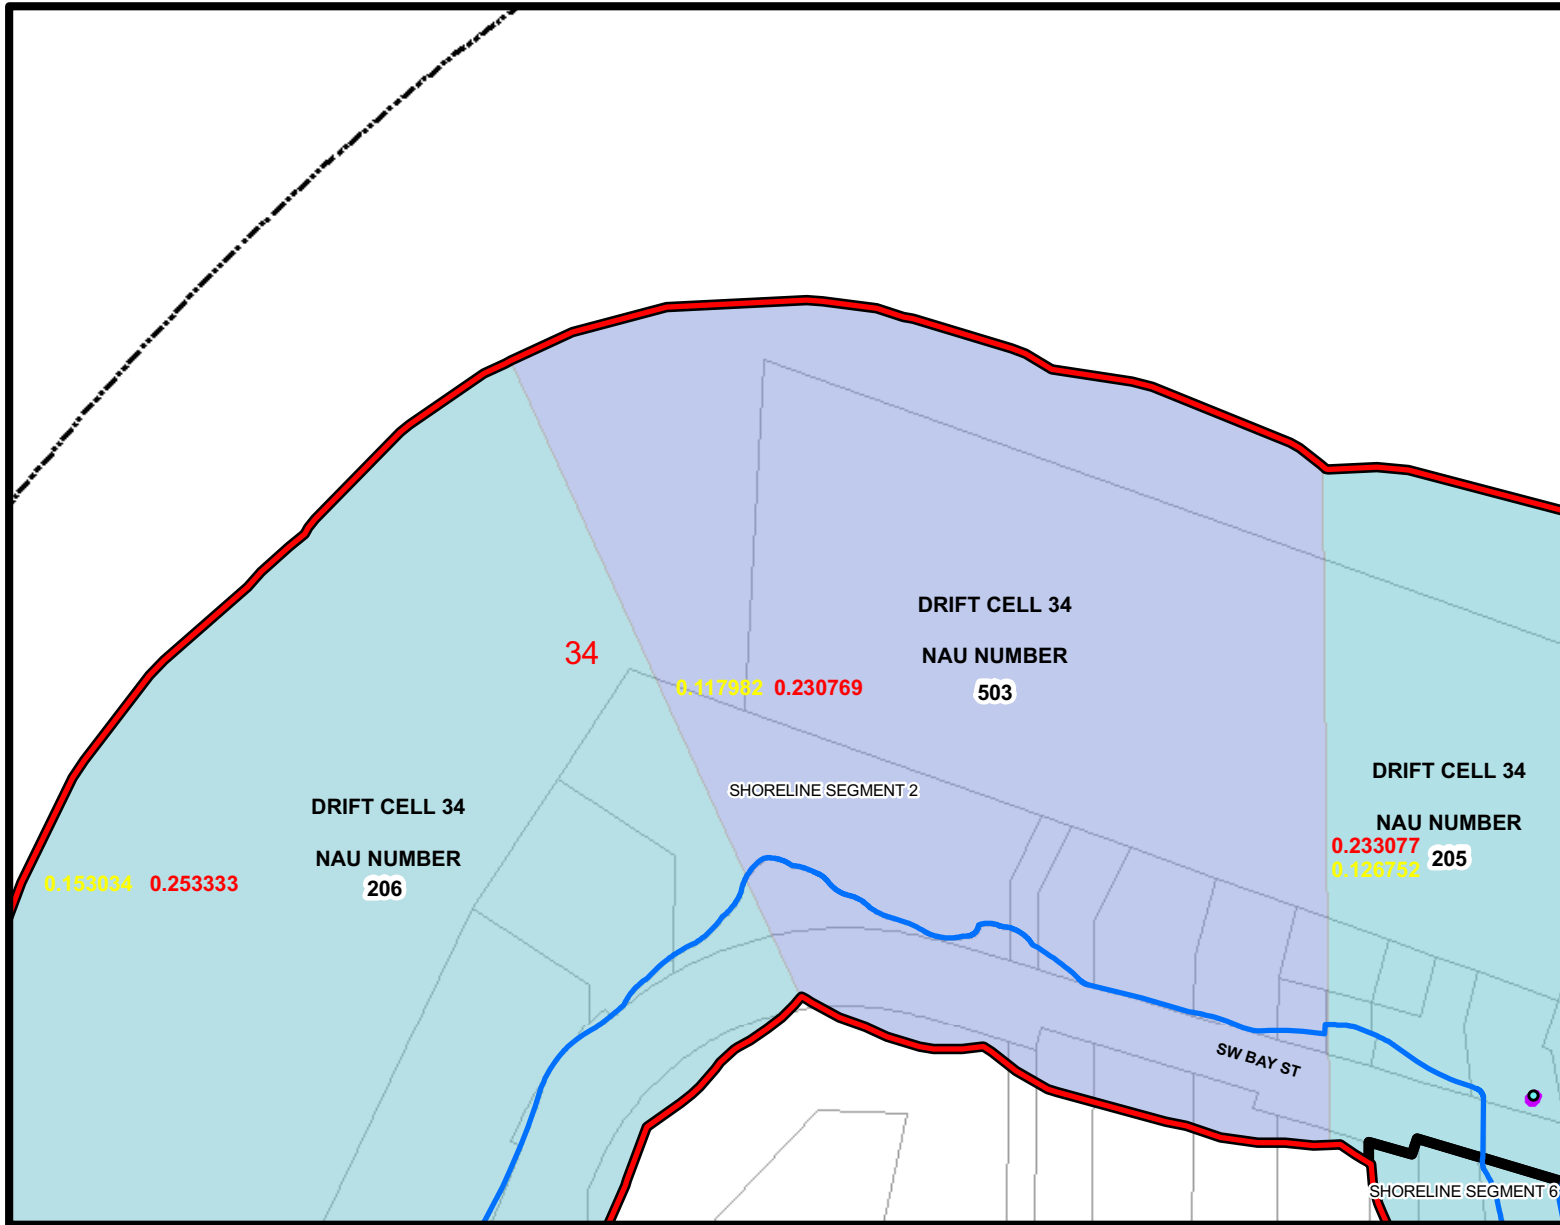 DRIFT CELL 34
NAU NUMBER
503
34
0.117982 0.230769
SHORELINE SEGMENT 2
DRIFT CELL 34
NAU NUMBER
206
0.153034 0.253333
DRIFT CELL 34
NAU NUMBER
0.233077
205
0.126752
SW BAY ST
SHORELINE SEGMENT 6